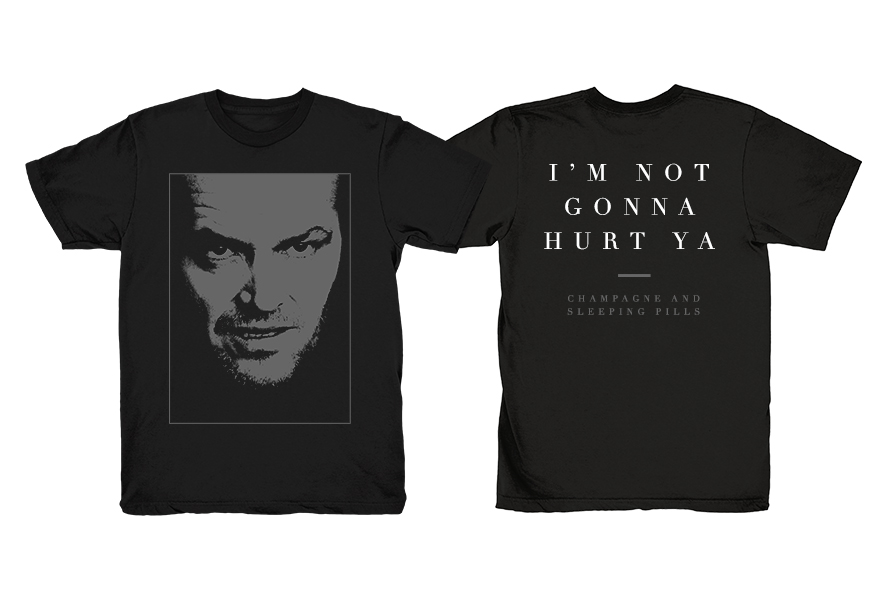 I’M NOT
GONNA
HURT YA
CHAMPAGNE AND
SLEEPING PILLS